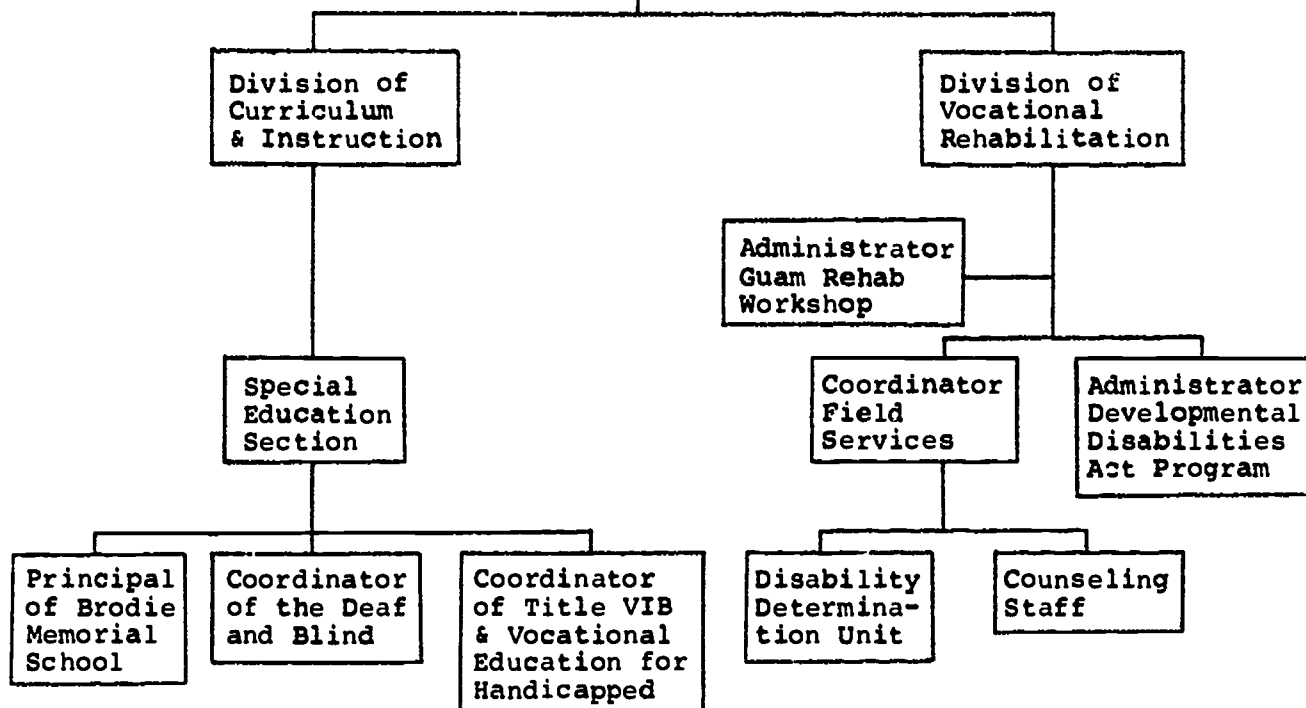 Division of
Curriculum
& Instruction
Division of
Vocational
Rehabilitation
Administrator
Guam Rehab
Workshop
Special
Education
Section
Coordinator
Field
Services
Administrator
Developmental
Disabilities
Act Program
Principal
of Brodie
Memorial
School
Coordinator
of the Deaf
and Blind
Coordinator
of Title VIB
& Vocational
Education for
Handicapped
Disability
Determina-
tion Unit
Counseling
Staff